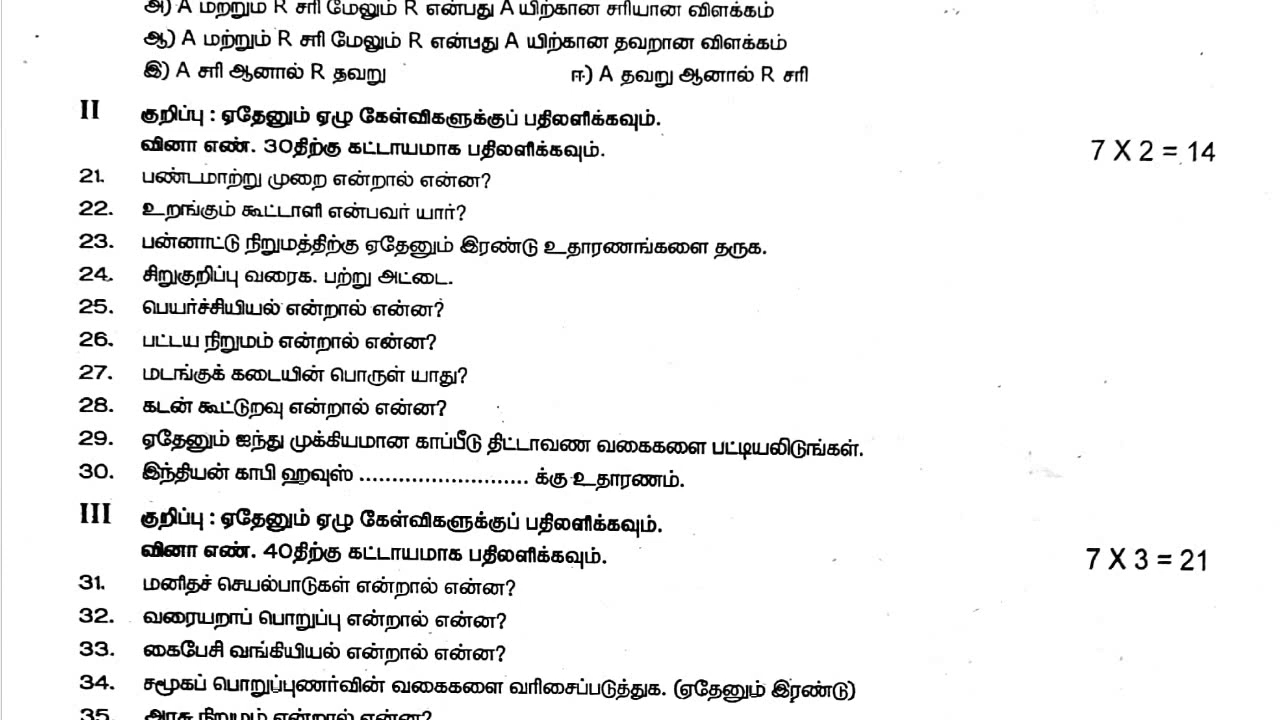 அ) A மற்றும் R சரி மேலும் R என்பது A யிற்கான சரியான விளக்கம்
ஆ) A மற்றும் R சரி மேலும் R என்பது A யிற்கான தவறான விளக்கம்
இ) A சரி ஆனால் R தவறு ஈ) A தவறு ஆனால் R சரி
II குறிப்பு : ஏதேனும் ஏழு கேள்விகளுக்குப் பதிலளிக்கவும்.
வினா எண். 30திற்கு கட்டாயமாக பதிலளிக்கவும். 7 X 2 = 14
21. பண்டமாற்று முறை என்றால் என்ன?
22. உறங்கும் கூட்டாளி என்பவர் யார்?
23. பன்னாட்டு நிறுமத்திற்கு ஏதேனும் இரண்டு உதாரணங்களை தருக.
24. சிறுகுறிப்பு வரைக. பற்று அட்டை.
25. பெயர்ச்சியியல் என்றால் என்ன?
26. பட்டய நிறுமம் என்றால் என்ன?
27. மடங்குக் கடையின் பொருள் யாது?
28. கடன் கூட்டுறவு என்றால் என்ன?
29. ஏதேனும் ஐந்து முக்கியமான காப்பீடு திட்டாவண வகைகளை பட்டியலிடுங்கள்.
30. இந்தியன் காபி ஹவுஸ் .......................... க்கு உதாரணம்.
III குறிப்பு : ஏதேனும் ஏழு கேள்விகளுக்குப் பதிலளிக்கவும்.
வினா எண். 40திற்கு கட்டாயமாக பதிலளிக்கவும். 7 X 3 = 21
31. மனிதச் செயல்பாடுகள் என்றால் என்ன?
32. வரையறாப் பொறுப்பு என்றால் என்ன?
33. கைபேசி வங்கியியல் என்றால் என்ன?
34. சமூகப் பொறுப்புணர்வின் வகைகளை வரிசைப்படுத்துக. (ஏதேனும் இரண்டு)
35. அரசு நிறுமம் என்றால் என்ன?